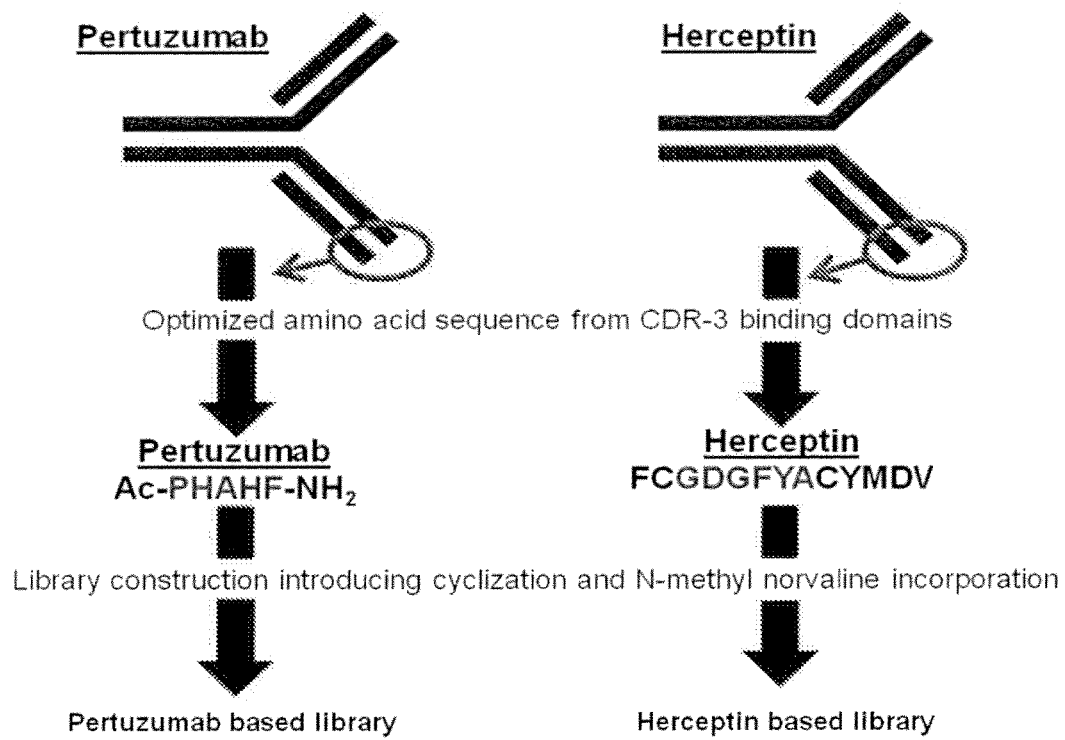 Pertuzumab
Herceptin
Optimized amino acid sequence from CDR-3 binding domains
Pertuzumab
Ac-PHAHF-NH₂
Herceptin
FCGDGFYACYMDV
Library construction introducing cyclization and N-methyl norvaline incorporation
Pertuzumab based library
Herceptin based library